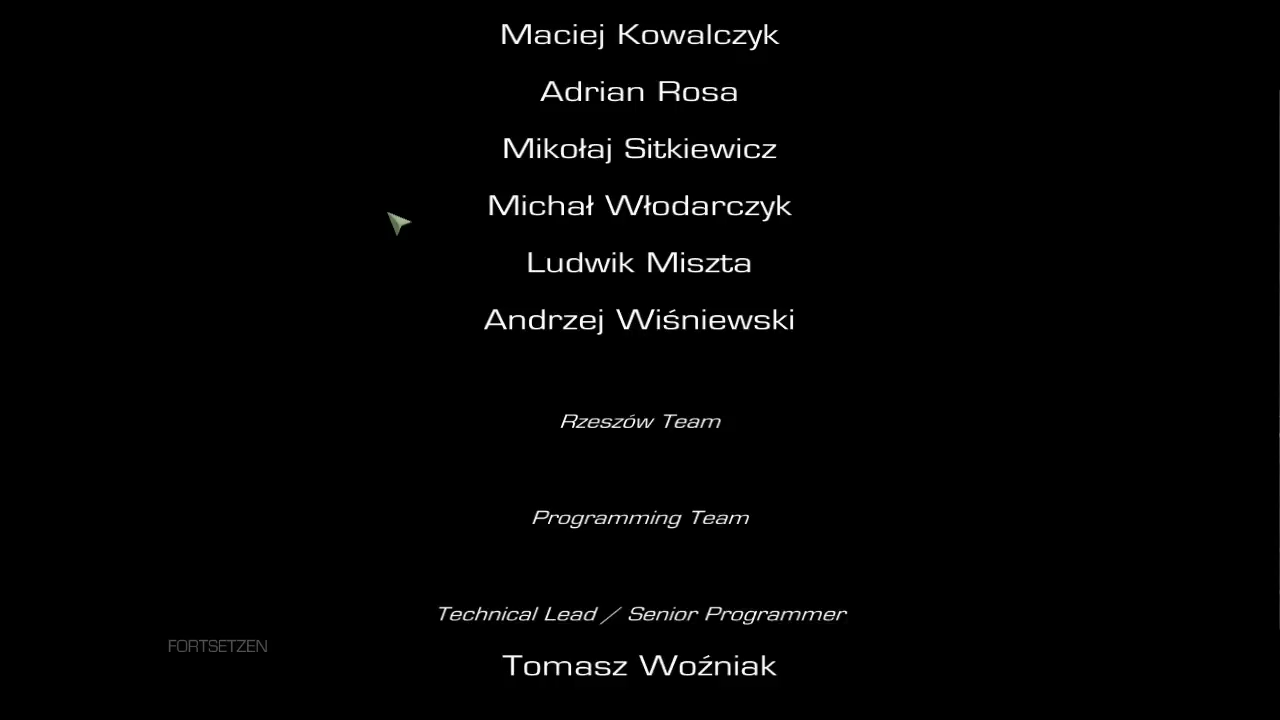 Maciej Kowalczyk
Adrian Rosa
Mikołaj Sitkiewicz
Michał Włodarczyk
Ludwik Miszta
Andrzej Wiśniewski
Rzeszów Team
Programming Team
Technical Lead / Senior Programmer
FORTSETZEN
Tomasz Woźniak